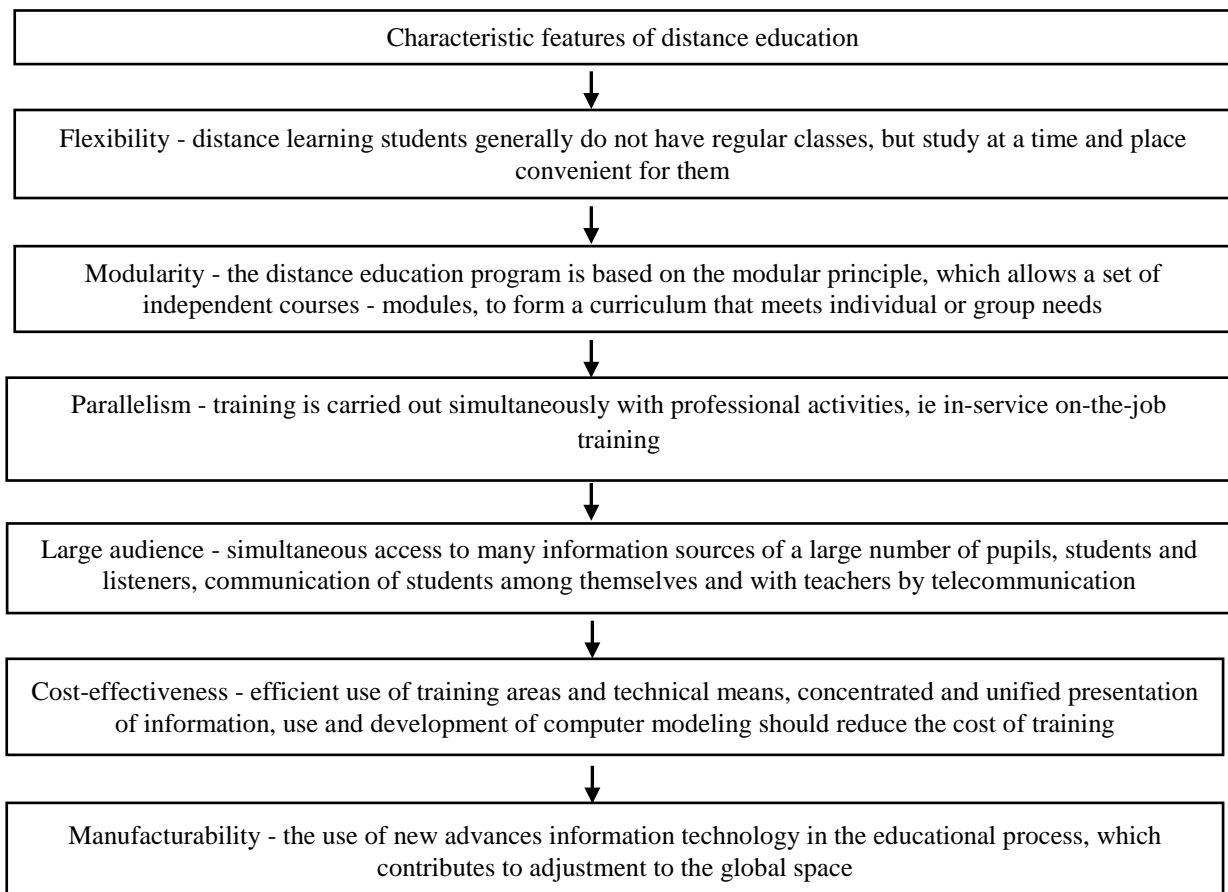 Characteristic features of distance education
Flexibility - distance learning students generally do not have regular classes, but study at a time and place
convenient for them
Modularity - the distance education program is based on the modular principle, which allows a set of
independent courses - modules, to form a curriculum that meets individual or group needs
Parallelism - training is carried out simultaneously with professional activities, ie in-service on-the-job
training
Large audience - simultaneous access to many information sources of a large number of pupils, students and
listeners, communication of students among themselves and with teachers by telecommunication
Cost-effectiveness - efficient use of training areas and technical means, concentrated and unified presentation
of information, use and development of computer modeling should reduce the cost of training
Manufacturability - the use of new advances information technology in the educational process, which
contributes to adjustment to the global space